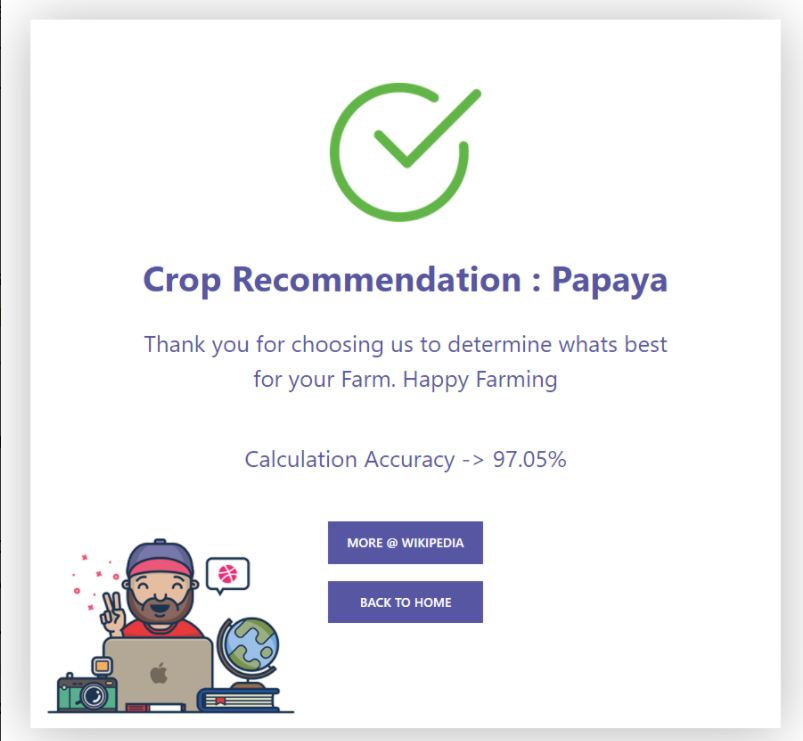 Crop Recommendation : Papaya
Thank you for choosing us to determine whats best
for your Farm. Happy Farming
Calculation Accuracy -> 97.05%
MORE @ WIKIPEDIA
BACK TO HOME